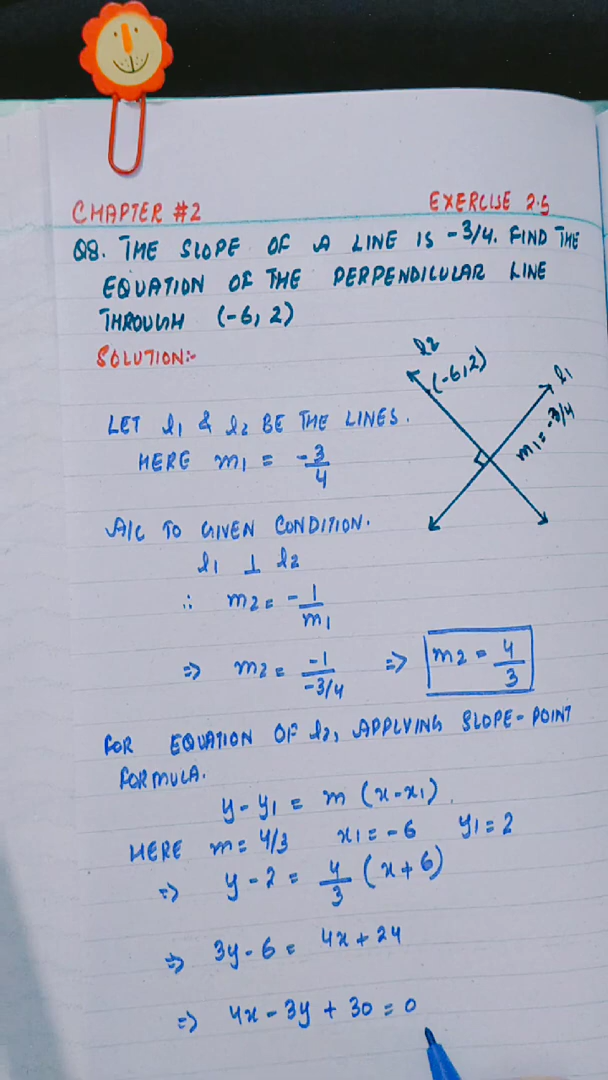 CHAPTER #2 EXERCISE 2.5
Q8. THE SLOPE OF A LINE IS -3/4. FIND THE
EQUATION OF THE PERPENDICULAR LINE
THROUGH (-6, 2)
SOLUTION:-
l2
(-6,2)
l1
m1 = -3/4
LET l1 & l2 BE THE LINES.
HERE m1 = -3/4
A/C TO GIVEN CONDITION.
l1 ⊥ l2
∴ m2 = -1/m1
⇒ m2 = -1/-3/4 ⇒ m2 = 4/3
FOR EQUATION OF l2, APPLYING SLOPE-POINT
FORMULA.
y - y1 = m (x - x1).
HERE m = 4/3 x1 = -6 y1 = 2
⇒ y - 2 = 4/3 (x + 6)
⇒ 3y - 6 = 4x + 24
⇒ 4x - 3y + 30 = 0